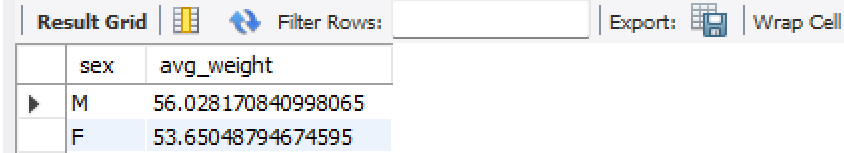 Result Grid Filter Rows: Export: Wrap Cell
sex avg_weight
M 56.028170840998065
F 53.65048794674595